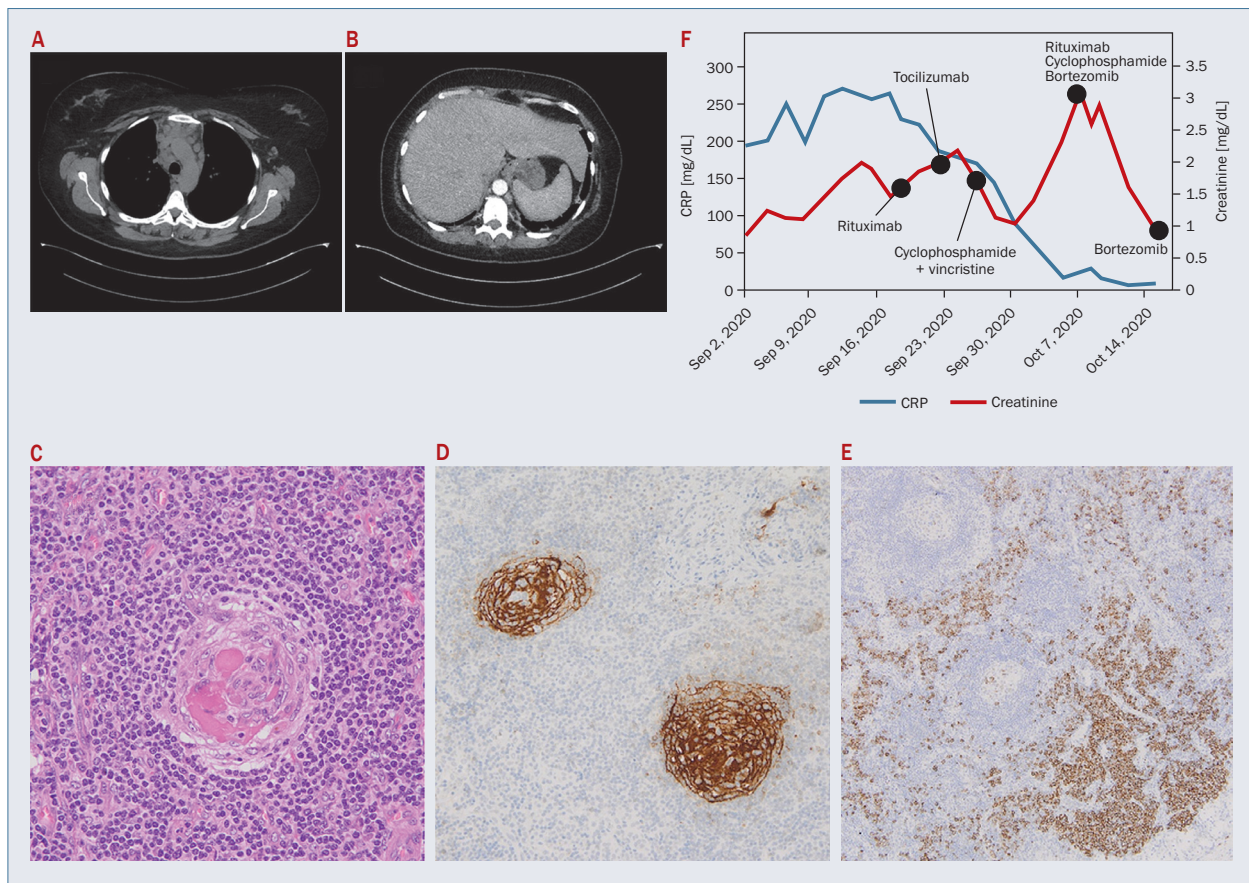 A
B
C
D
E
F
CRP [mg/dL]
300
250
200
150
100
50
0
Tocilizumab
Rituximab
Cyclophosphamide
+ vincristine
Rituximab
Cyclophosphamide
Bortezomib
Bortezomib
3.5
3
2.5
2
1.5
1
0.5
0
Creatinine [mg/dL]
Sep 2, 2020
Sep 9, 2020
Sep 16, 2020
Sep 23, 2020
Sep 30, 2020
Oct 7, 2020
Oct 14, 2020
CRP
Creatinine